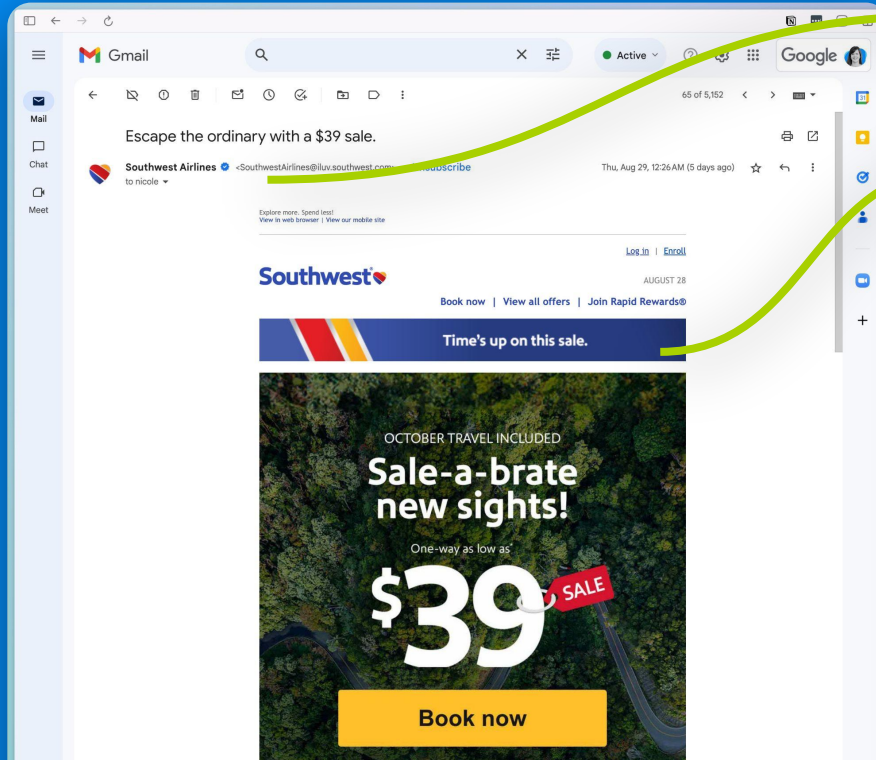 Gmail
Active
Google
65 of 5,152
31
Mail
Escape the ordinary with a $39 sale.
Chat
Southwest Airlines <SouthwestAirlines@iluv.southwest.com>
Thu, Aug 29, 12:26 AM (5 days ago)
to nicole
Meet
Explore more. Spend less!
View in web browser | View our mobile site
Log in | Enroll
Southwest
AUGUST 28
Book now | View all offers | Join Rapid Rewards®
Time's up on this sale.
OCTOBER TRAVEL INCLUDED
Sale-a-brate
new sights!
One-way as low as*
$39
SALE
Book now